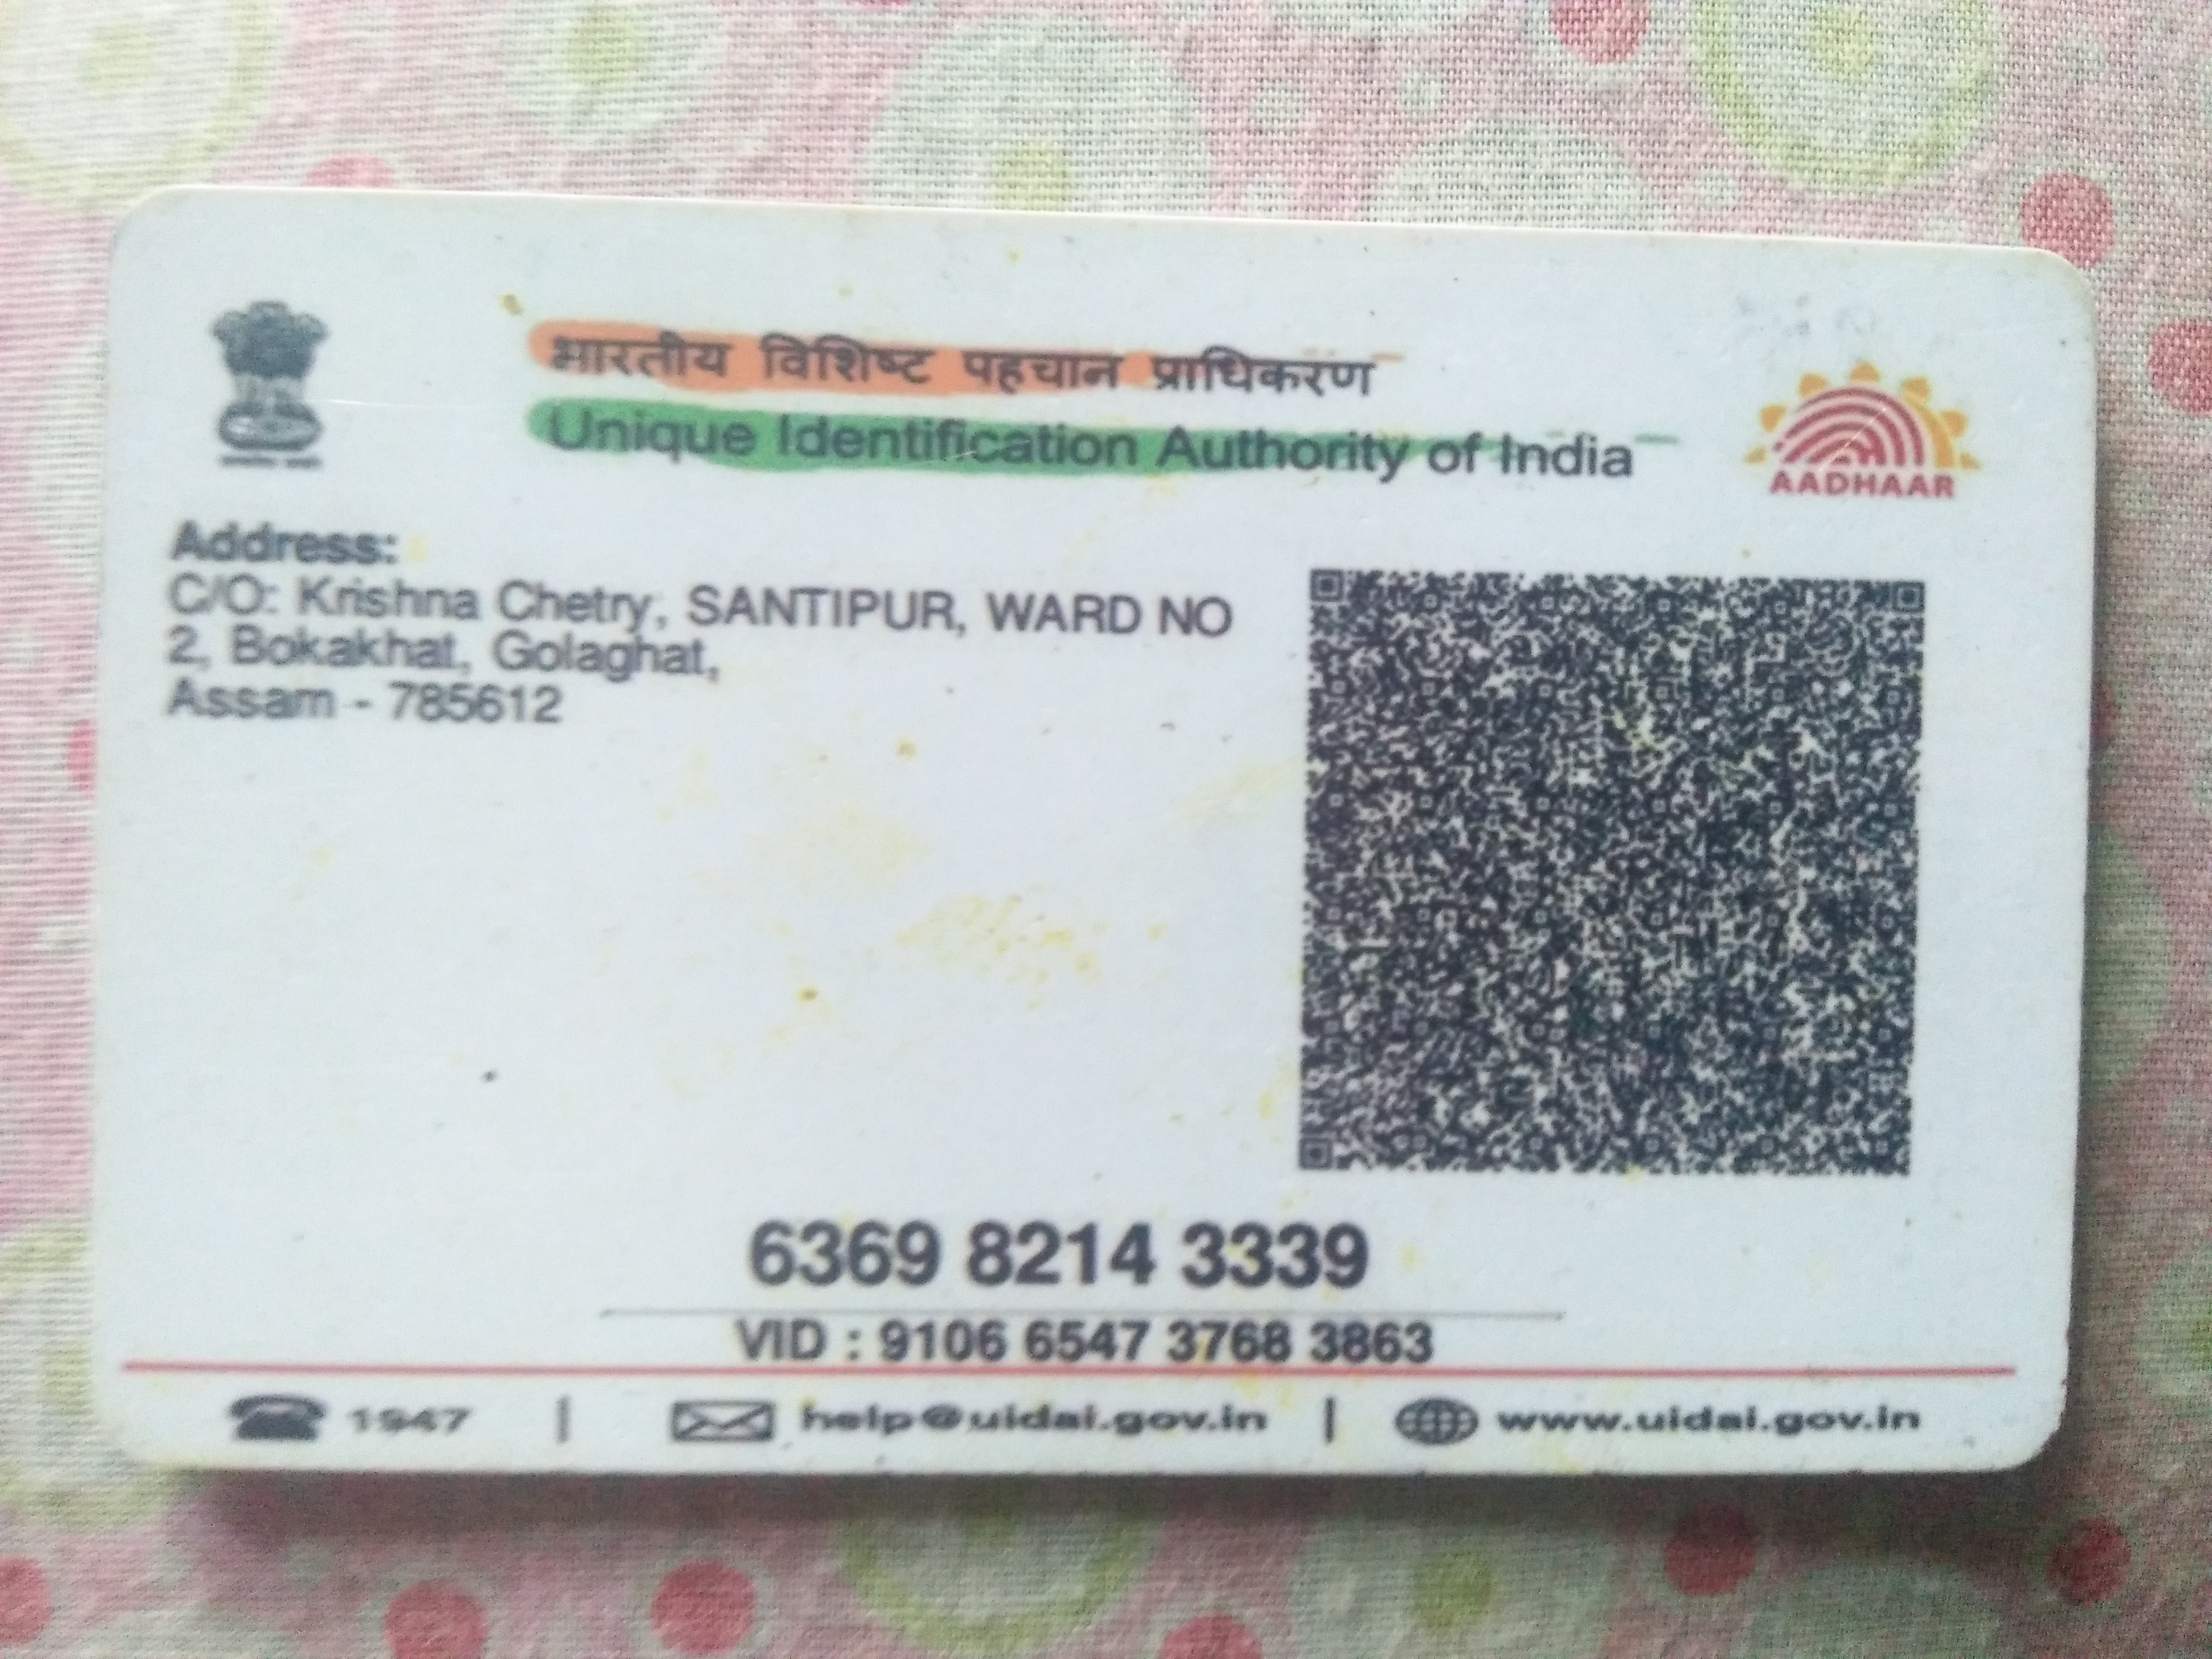 भारतीय विशिष्ट पहचान प्राधिकरण
Unique Identification Authority of India
AADHAAR
Address:
C/O: Krishna Chetry, SANTIPUR, WARD NO
2, Bokakhat, Golaghat,
Assam - 785612
6369 8214 3339
VID : 9106 6547 3768 3863
1947 | help@uidai.gov.in | www.uidai.gov.in